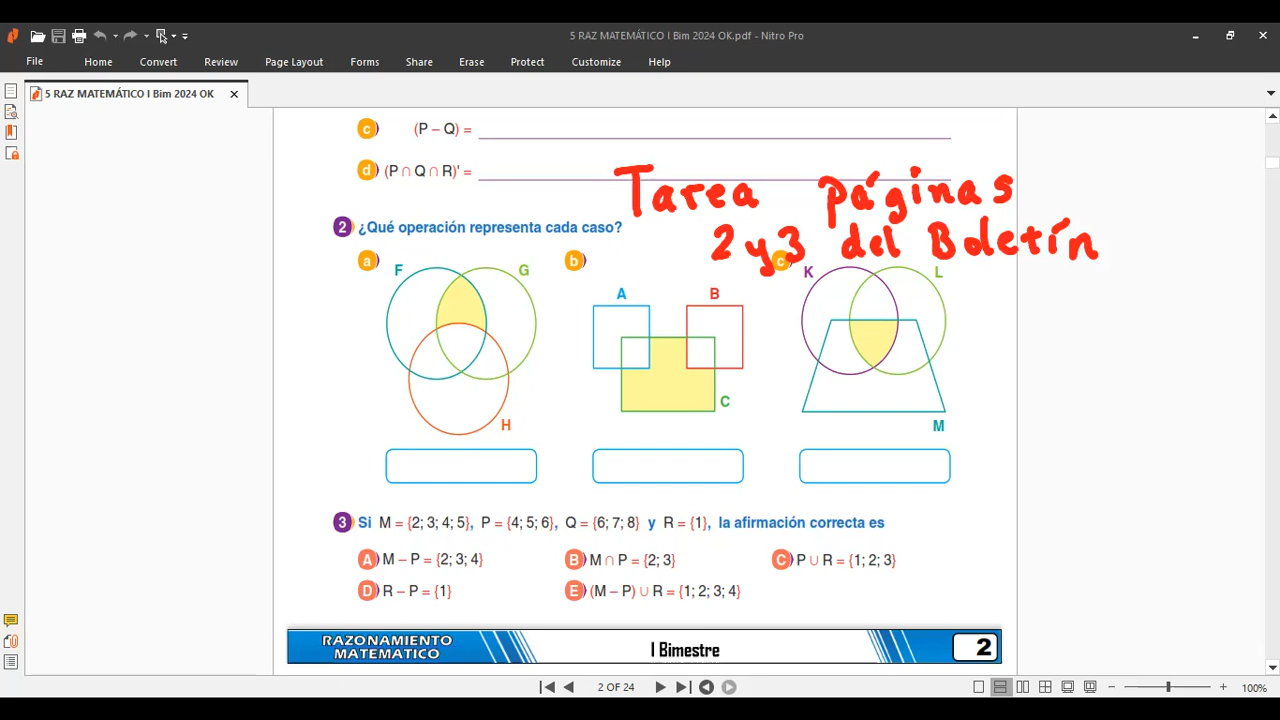 5 RAZ MATEMÁTICO I Bim 2024 OK.pdf - Nitro Pro
File Home Convert Review Page Layout Forms Share Erase Protect Customize Help
5 RAZ MATEMÁTICO I Bim 2024 OK
c) (P – Q) =
d) (P ∩ Q ∩ R)' =
Tarea páginas
2 y 3 del Boletín
2 ¿Qué operación representa cada caso?
a) b) c)
F G A B K L
H C M
3 Si M = {2; 3; 4; 5}, P = {4; 5; 6}, Q = {6; 7; 8} y R = {1}, la afirmación correcta es
A) M – P = {2; 3; 4} B) M ∩ P = {2; 3} C) P ∪ R = {1; 2; 3}
D) R – P = {1} E) (M – P) ∪ R = {1; 2; 3; 4}
RAZONAMIENTO
MATEMATICO
I Bimestre
2
2 OF 24
100%